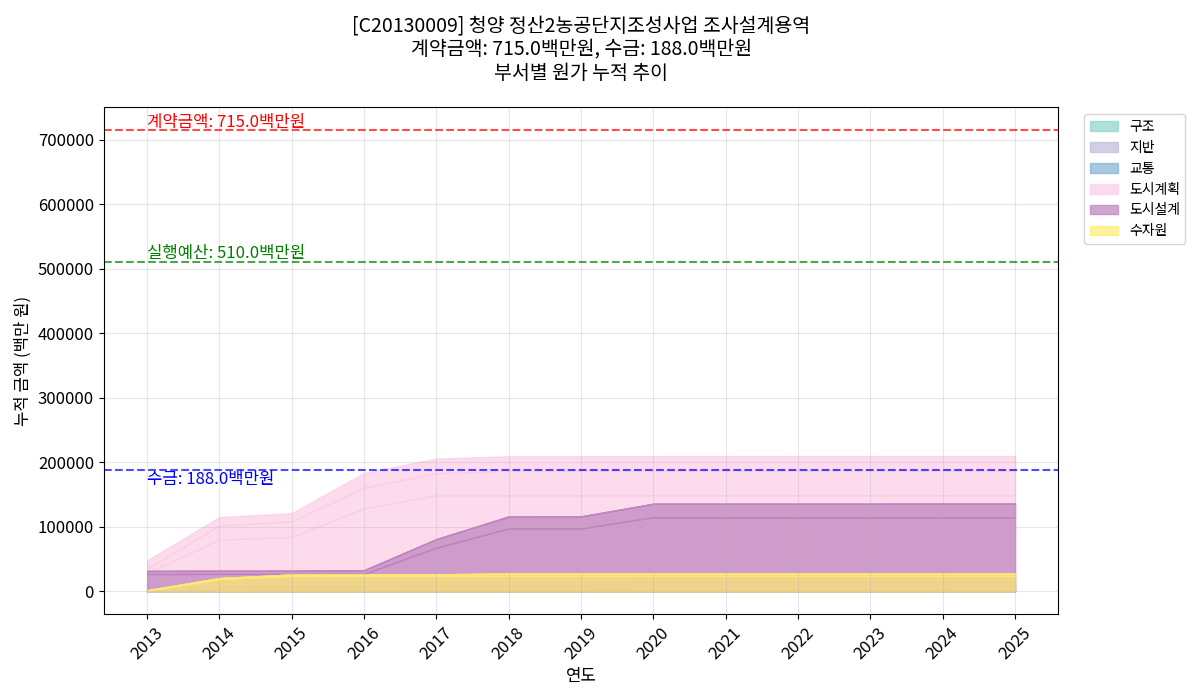 [C20130009] 청양 정산2농공단지조성사업 조사설계용역
계약금액: 715.0백만원, 수금: 188.0백만원
부서별 원가 누적 추이
계약금액: 715.0백만원
실행예산: 510.0백만원
수금: 188.0백만원
누적 금액 (백만 원)
700000
600000
500000
400000
300000
200000
100000
0
2013
2014
2015
2016
2017
2018
2019
2020
2021
2022
2023
2024
2025
연도
구조
지반
교통
도시계획
도시설계
수자원